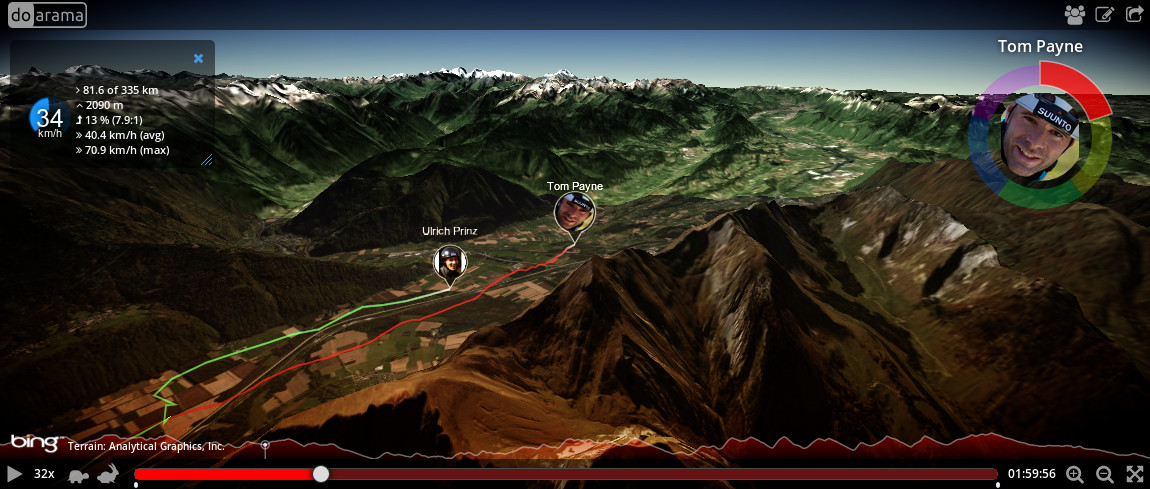 doarama
Tom Payne
81.6 of 335 km
2090 m
34
km/h
13 % (7.9:1)
40.4 km/h (avg)
70.9 km/h (max)
SUUNTO
Tom Payne
Ulrich Prinz
bing™ Terrain: Analytical Graphics, Inc.
32x
01:59:56